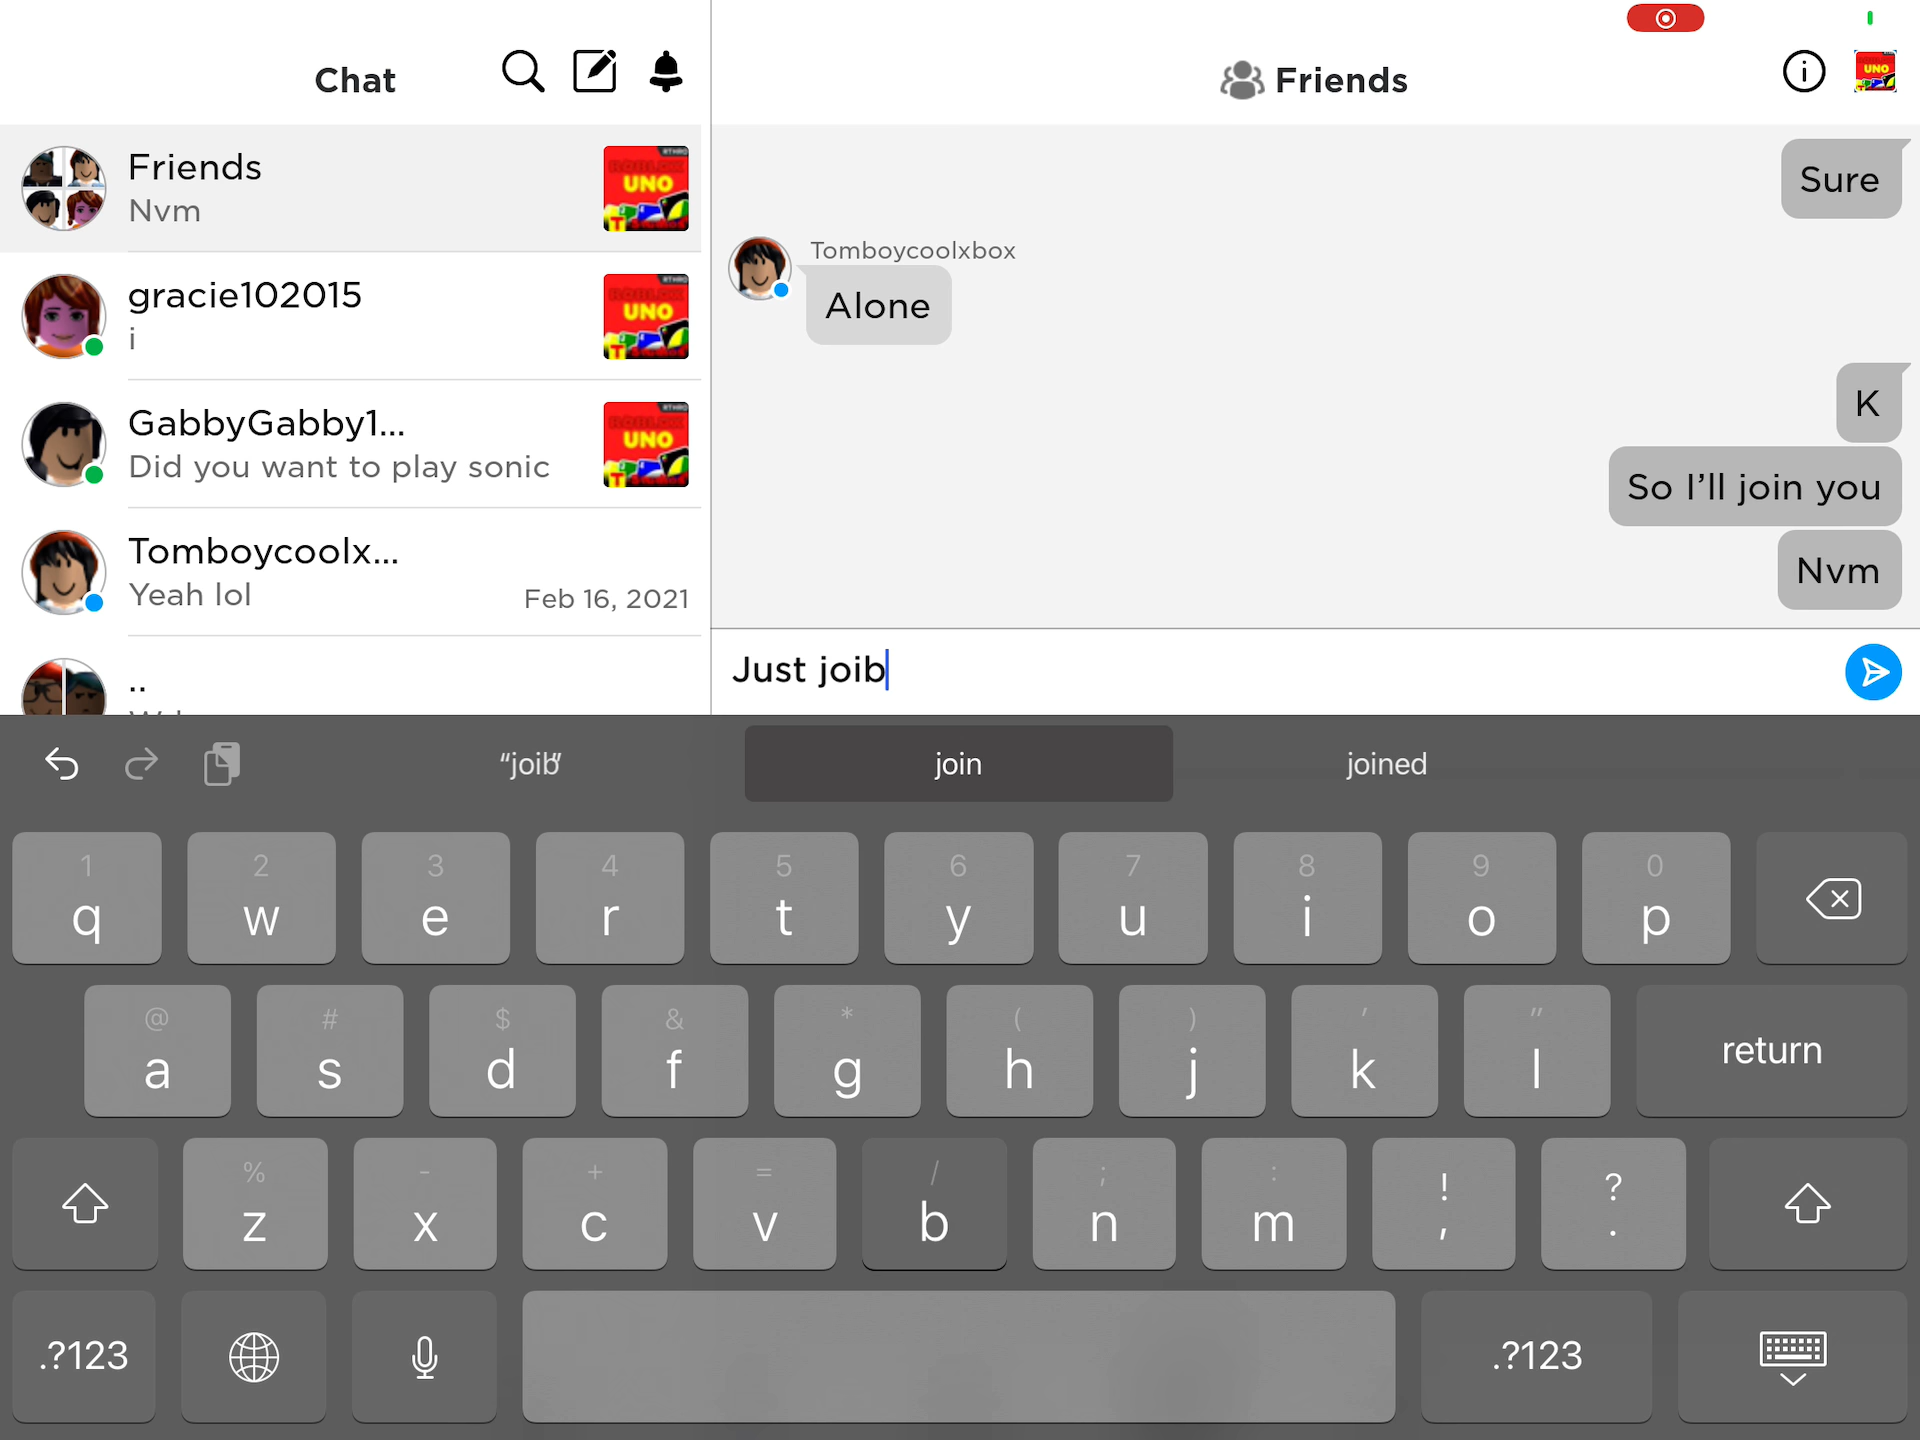 Chat
Friends
Nvm
UNO
gracie102015
i
UNO
GabbyGabby1...
Did you want to play sonic
UNO
Tomboycoolx...
Yeah lol
Feb 16, 2021
..
Friends
UNO
Sure
Tomboycoolxbox
Alone
K
So I'll join you
Nvm
Just joib
“joib”
join
joined
1 2 3 4 5 6 7 8 9 0
q w e r t y u i o p
@ # $ & * ( ) ' "
a s d f g h j k l return
% - + = / ; : ! ?
z x c v b n m , .
.?123 .?123